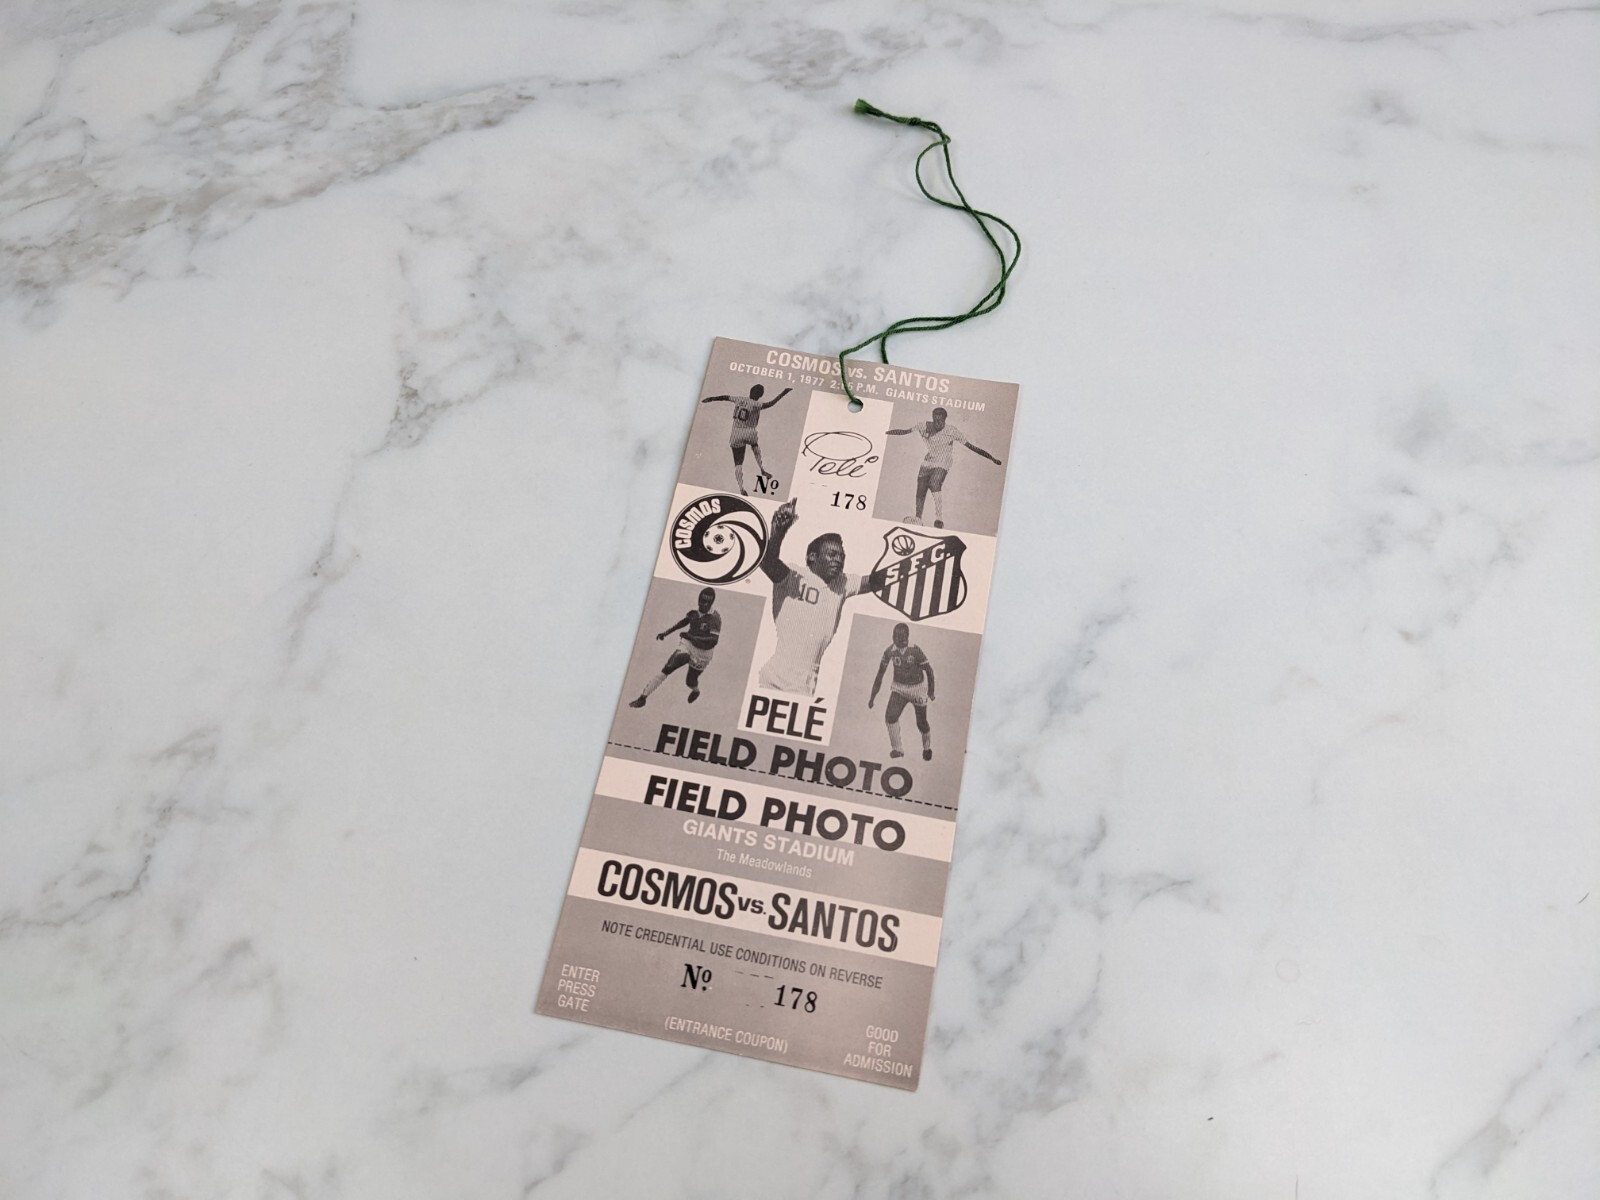 COSMOS vs. SANTOS
OCTOBER 1, 1977 P.M. GIANTS STADIUM
10
Pelé
Nº 178
COSMOS
10
S.F.C.
PELÉ
FIELD PHOTO
FIELD PHOTO
GIANTS STADIUM
The Meadowlands
COSMOS vs. SANTOS
NOTE CREDENTIAL USE CONDITIONS ON REVERSE
Nº 178
ENTER
PRESS
GATE
(ENTRANCE COUPON)
GOOD
FOR
ADMISSION